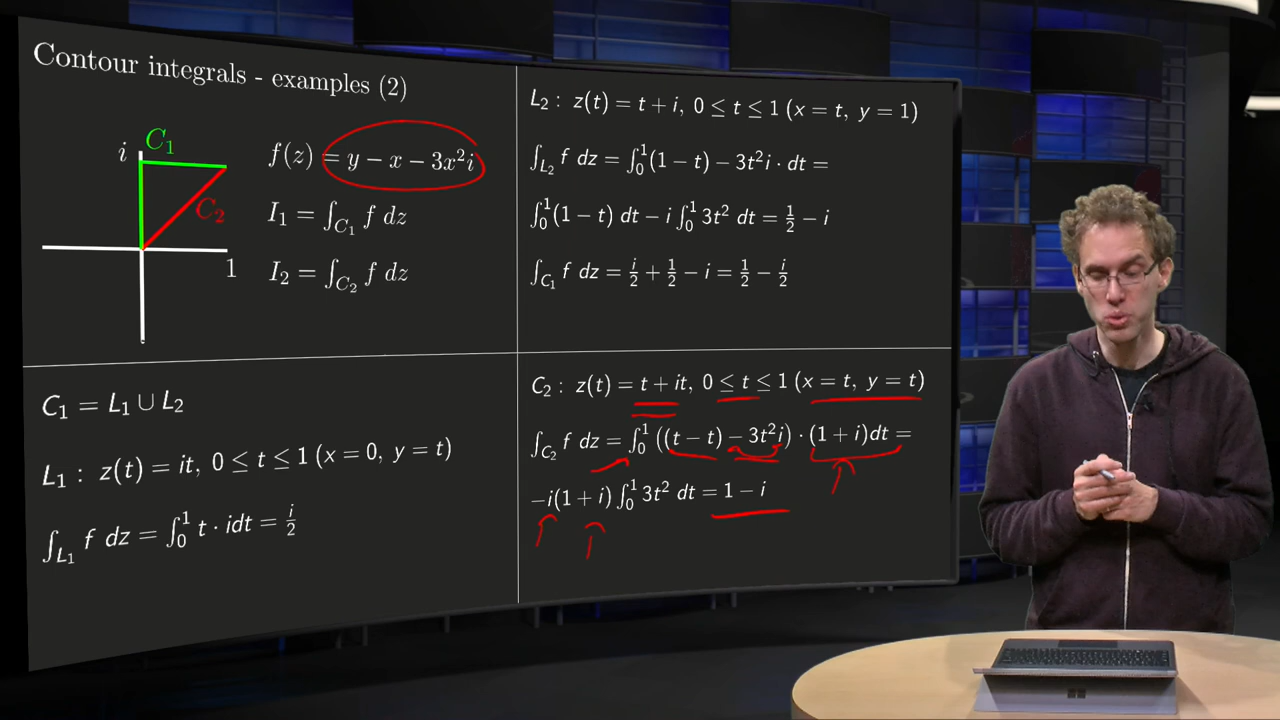 Contour integrals - examples (2)
i
C₁
C₂
1
f(z) = y − x − 3x²i
I₁ = ∫_{C₁} f dz
I₂ = ∫_{C₂} f dz
L₂ : z(t) = t + i, 0 ≤ t ≤ 1 (x = t, y = 1)
∫_{L₂} f dz = ∫₀¹(1 − t) − 3t²i · dt =
∫₀¹(1 − t) dt − i ∫₀¹ 3t² dt = 1/2 − i
∫_{C₁} f dz = i/2 + 1/2 − i = 1/2 − i/2
C₁ = L₁ ∪ L₂
L₁ : z(t) = it, 0 ≤ t ≤ 1 (x = 0, y = t)
∫_{L₁} f dz = ∫₀¹ t · idt = i/2
C₂ : z(t) = t + it, 0 ≤ t ≤ 1 (x = t, y = t)
∫_{C₂} f dz = ∫₀¹ ((t − t) − 3t²i) · (1 + i)dt =
−i(1 + i) ∫₀¹ 3t² dt = 1 − i